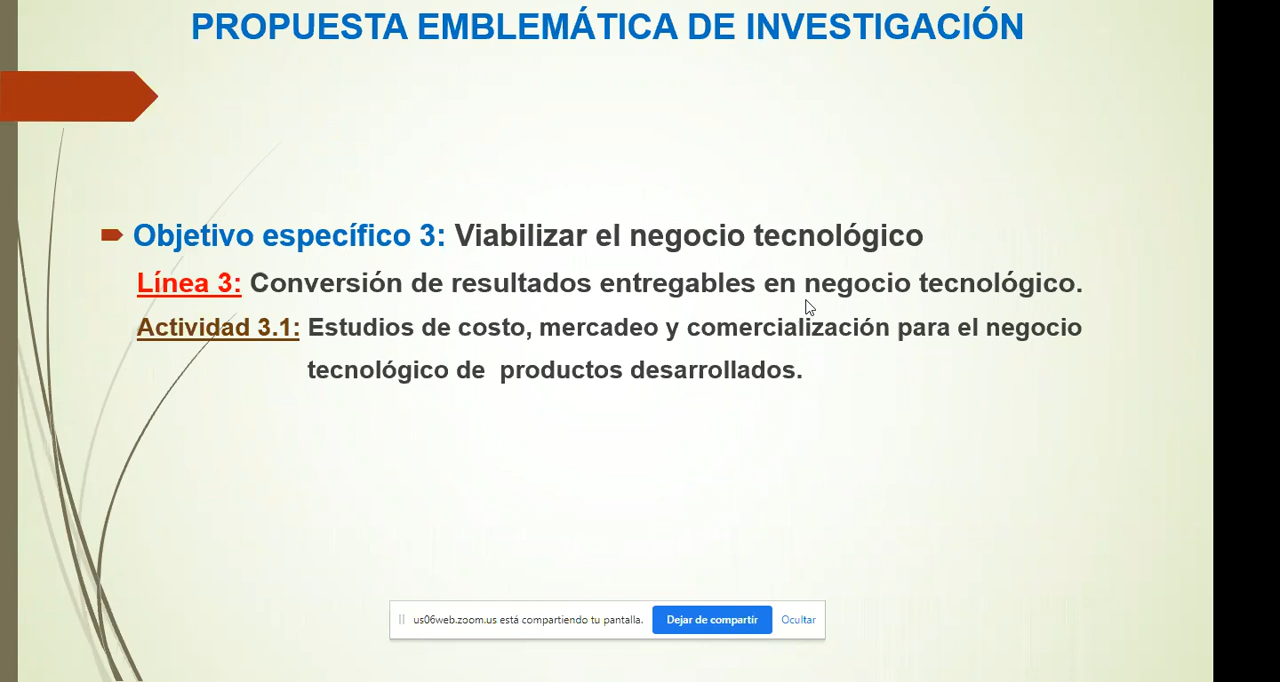 PROPUESTA EMBLEMÁTICA DE INVESTIGACIÓN
Objetivo específico 3: Viabilizar el negocio tecnológico
Línea 3: Conversión de resultados entregables en negocio tecnológico.
Actividad 3.1: Estudios de costo, mercadeo y comercialización para el negocio
tecnológico de productos desarrollados.
us06web.zoom.us está compartiendo tu pantalla. Dejar de compartir Ocultar